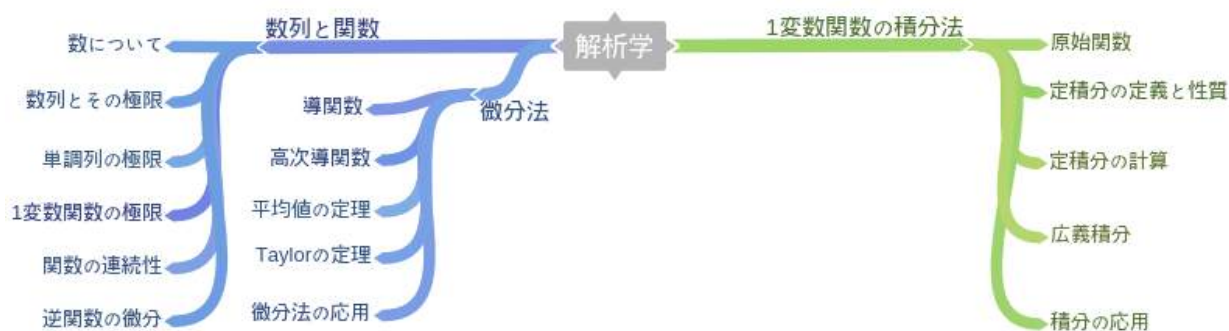 解析学
数列と関数
数について
数列とその極限
単調列の極限
1変数関数の極限
関数の連続性
逆関数の微分
微分法
導関数
高次導関数
平均値の定理
Taylorの定理
微分法の応用
1変数関数の積分法
原始関数
定積分の定義と性質
定積分の計算
広義積分
積分の応用